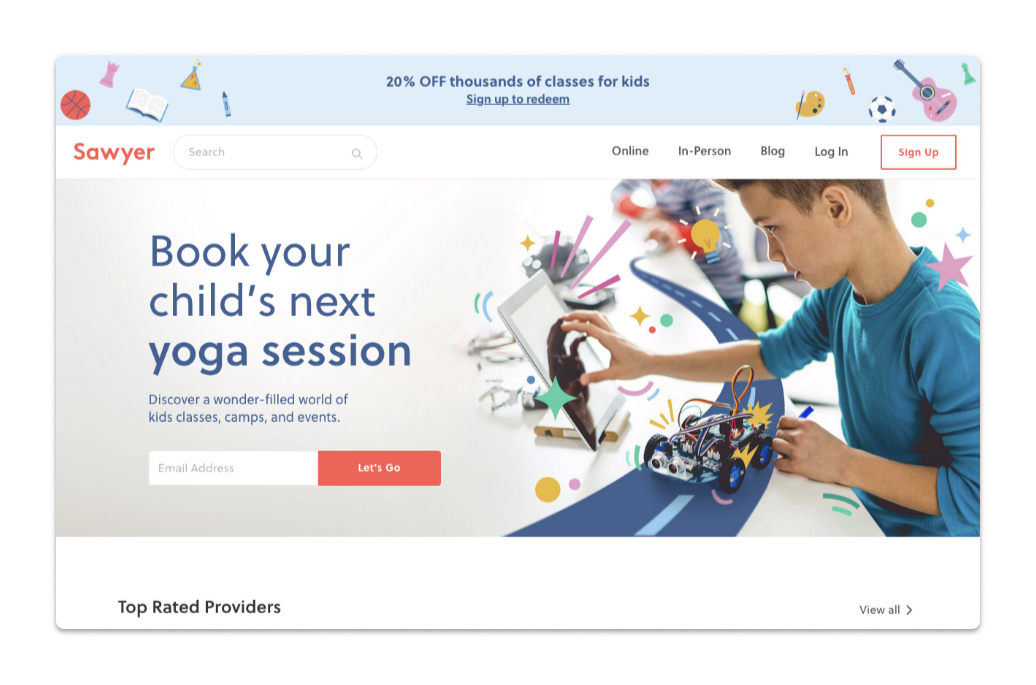 20% OFF thousands of classes for kids
Sign up to redeem
Sawyer
Search
Online
In-Person
Blog
Log In
Sign Up
Book your
child's next
yoga session
Discover a wonder-filled world of
kids classes, camps, and events.
Email Address
Let's Go
Top Rated Providers
View all